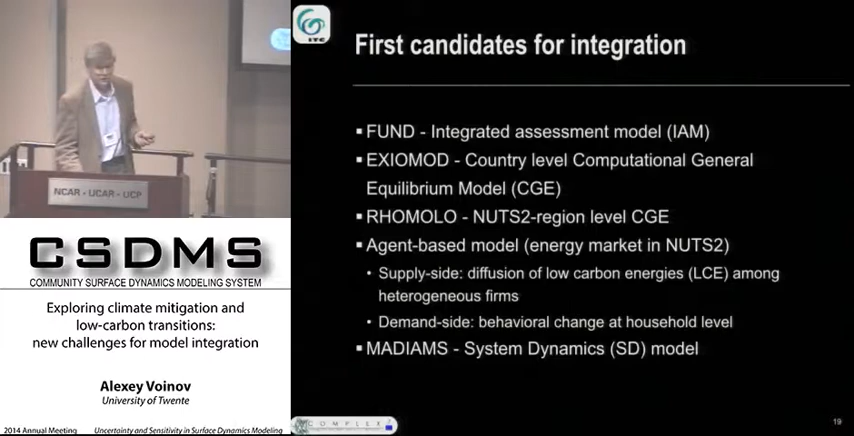 NCAR - UCAR - UCP
CSDMS
COMMUNITY SURFACE DYNAMICS MODELING SYSTEM
Exploring climate mitigation and
low-carbon transitions:
new challenges for model integration
Alexey Voinov
University of Twente
2014 Annual Meeting
Uncertainty and Sensitivity in Surface Dynamics Modeling
ITC
First candidates for integration
▪ FUND - Integrated assessment model (IAM)
▪ EXIOMOD - Country level Computational General
Equilibrium Model (CGE)
▪ RHOMOLO - NUTS2-region level CGE
▪ Agent-based model (energy market in NUTS2)
• Supply-side: diffusion of low carbon energies (LCE) among
heterogeneous firms
• Demand-side: behavioral change at household level
▪ MADIAMS - System Dynamics (SD) model
COMPLEX
19